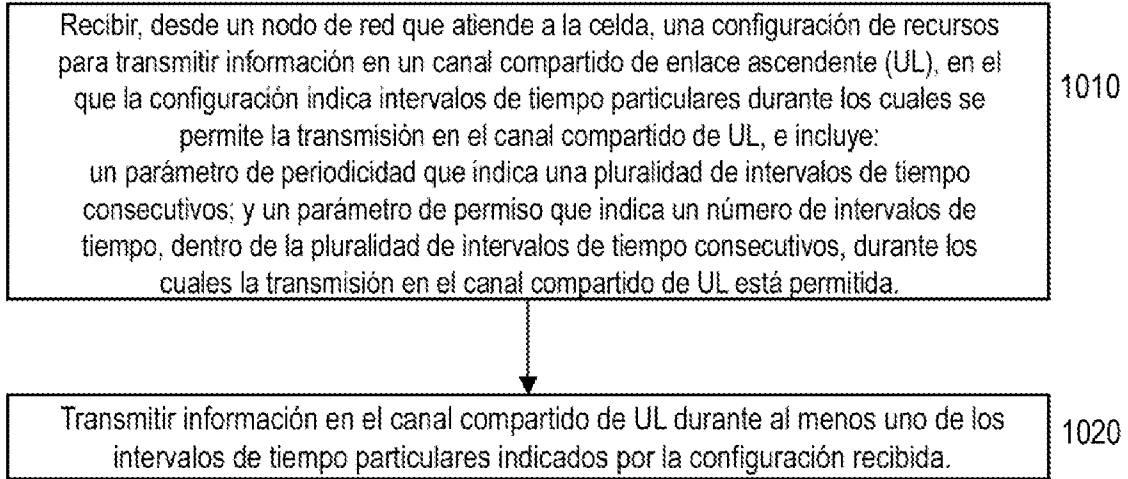 Recibir, desde un nodo de red que atiende a la celda, una configuración de recursos
para transmitir información en un canal compartido de enlace ascendente (UL), en el
que la configuración indica intervalos de tiempo particulares durante los cuales se
permite la transmisión en el canal compartido de UL, e incluye:
un parámetro de periodicidad que indica una pluralidad de intervalos de tiempo
consecutivos; y un parámetro de permiso que indica un número de intervalos de
tiempo, dentro de la pluralidad de intervalos de tiempo consecutivos, durante los
cuales la transmisión en el canal compartido de UL está permitida.
1010
Transmitir información en el canal compartido de UL durante al menos uno de los
intervalos de tiempo particulares indicados por la configuración recibida.
1020